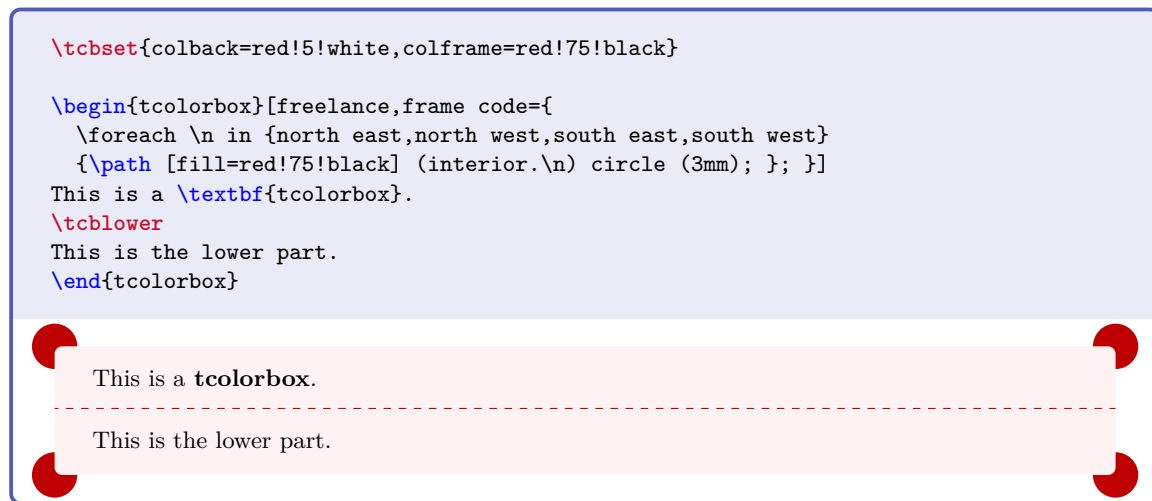 \tcbset{colback=red!5!white,colframe=red!75!black}

\begin{tcolorbox}[freelance,frame code={
  \foreach \n in {north east,north west,south east,south west}
  {\path [fill=red!75!black] (interior.\n) circle (3mm); }; }]
This is a \textbf{tcolorbox}.
\tcblower
This is the lower part.
\end{tcolorbox}
This is a tcolorbox.
This is the lower part.